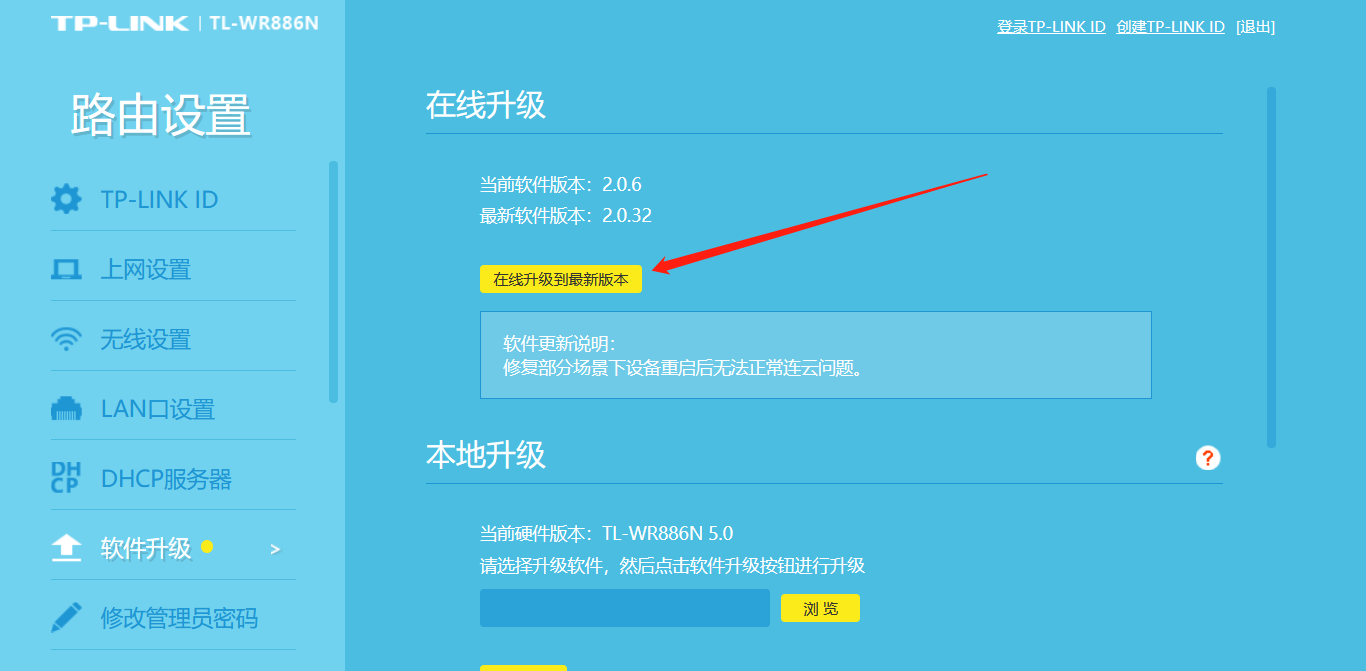 TP-LINK | TL-WR886N
登录TP-LINK ID 创建TP-LINK ID [退出]
路由设置
TP-LINK ID
上网设置
无线设置
LAN口设置
DHCP
DHCP服务器
软件升级 >
修改管理员密码
在线升级
当前软件版本：2.0.6
最新软件版本：2.0.32
在线升级到最新版本
软件更新说明：
修复部分场景下设备重启后无法正常连云问题。
本地升级 ?
当前硬件版本：TL-WR886N 5.0
请选择升级软件，然后点击软件升级按钮进行升级
浏 览